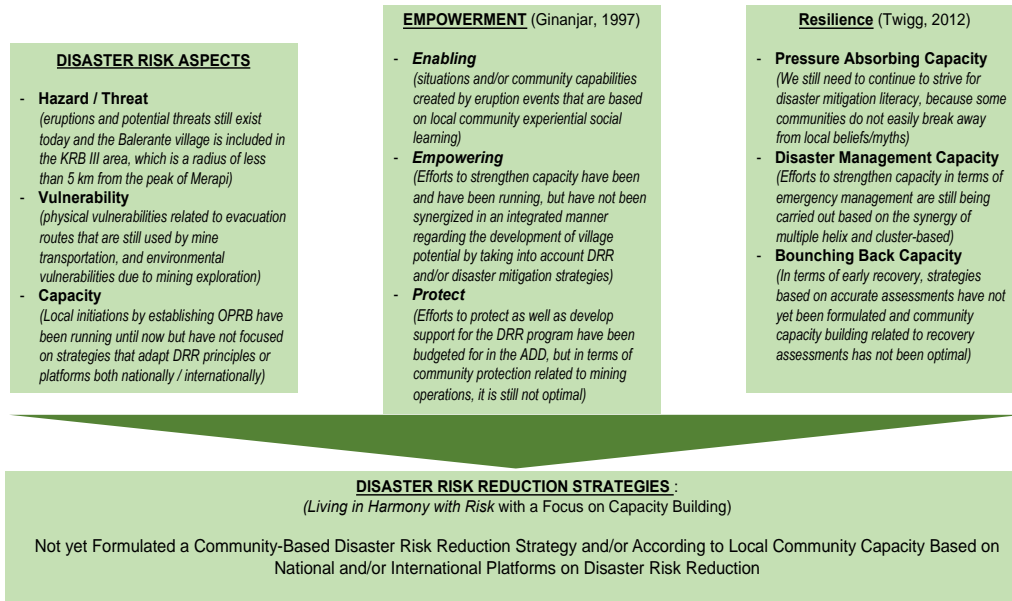 DISASTER RISK ASPECTS
- Hazard / Threat
(eruptions and potential threats still exist
today and the Balerante village is included in
the KRB III area, which is a radius of less
than 5 km from the peak of Merapi)
- Vulnerability
(physical vulnerabilities related to evacuation
routes that are still used by mine
transportation, and environmental
vulnerabilities due to mining exploration)
- Capacity
(Local initiations by establishing OPRB have
been running until now but have not focused
on strategies that adapt DRR principles or
platforms both nationally / internationally)
EMPOWERMENT (Ginanjar, 1997)
- Enabling
(situations and/or community capabilities
created by eruption events that are based
on local community experiential social
learning)
- Empowering
(Efforts to strengthen capacity have been
and have been running, but have not been
synergized in an integrated manner
regarding the development of village
potential by taking into account DRR
and/or disaster mitigation strategies)
- Protect
(Efforts to protect as well as develop
support for the DRR program have been
budgeted for in the ADD, but in terms of
community protection related to mining
operations, it is still not optimal)
Resilience (Twigg, 2012)
- Pressure Absorbing Capacity
(We still need to continue to strive for
disaster mitigation literacy, because some
communities do not easily break away
from local beliefs/myths)
- Disaster Management Capacity
(Efforts to strengthen capacity in terms of
emergency management are still being
carried out based on the synergy of
multiple helix and cluster-based)
- Bounching Back Capacity
(In terms of early recovery, strategies
based on accurate assessments have not
yet been formulated and community
capacity building related to recovery
assessments has not been optimal)
DISASTER RISK REDUCTION STRATEGIES :
(Living in Harmony with Risk with a Focus on Capacity Building)
Not yet Formulated a Community-Based Disaster Risk Reduction Strategy and/or According to Local Community Capacity Based on
National and/or International Platforms on Disaster Risk Reduction